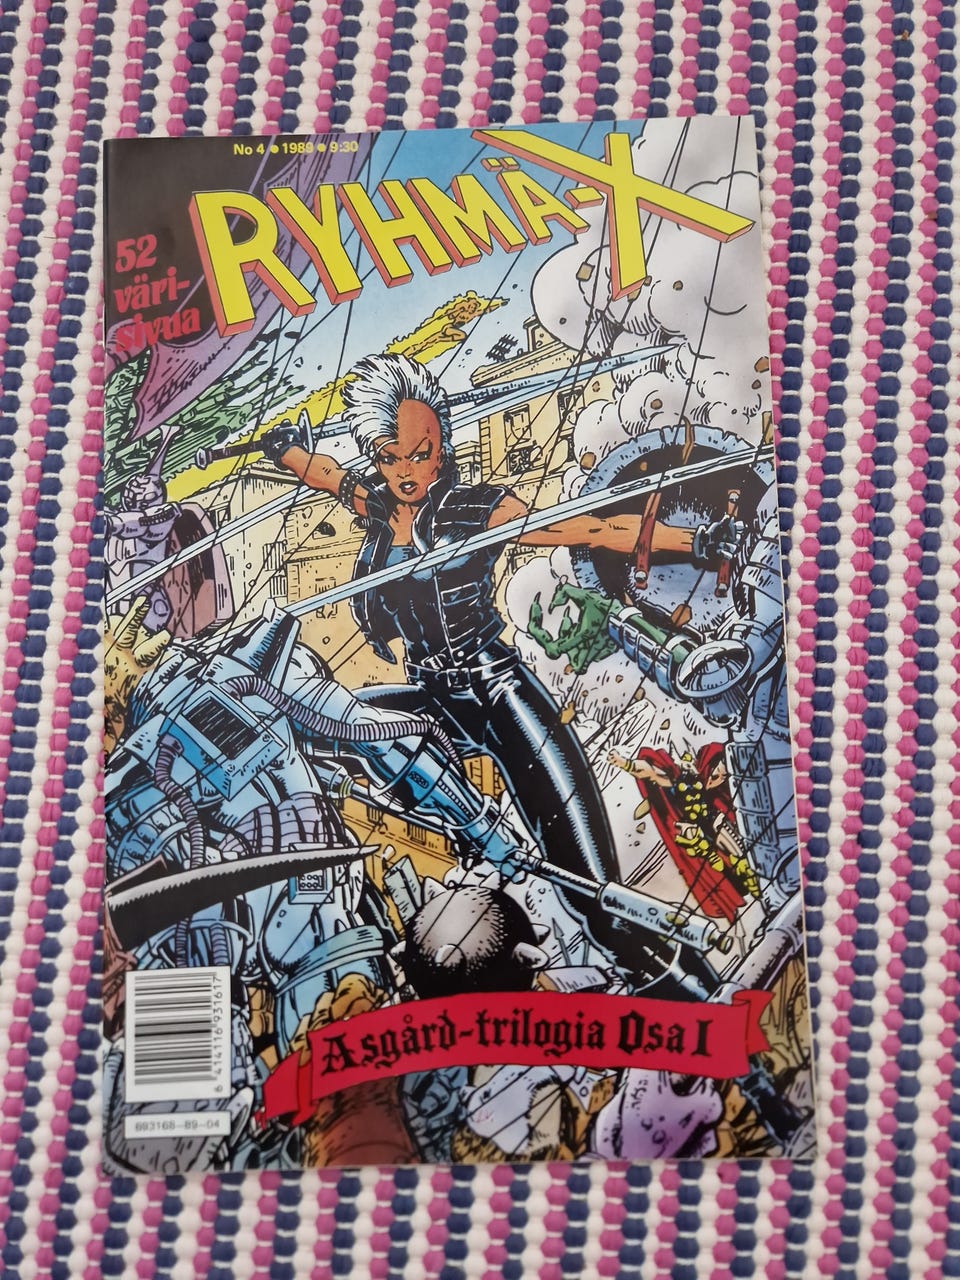 No 4 • 1989 • 9:30
RYHMÄ-X
52
väri-
sivua
Asgård-trilogia Osa I
6 414116 931617
693168-89-04